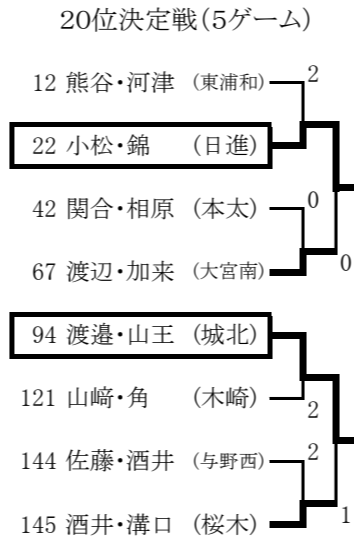 20位決定戦(5ゲーム)
12 熊谷・河津 (東浦和)
2
22 小松・錦 (日進)
42 関合・相原 (本太)
0
67 渡辺・加来 (大宮南)
0
94 渡邉・山王 (城北)
121 山﨑・角 (木崎)
2
144 佐藤・酒井 (与野西)
2
145 酒井・溝口 (桜木)
1